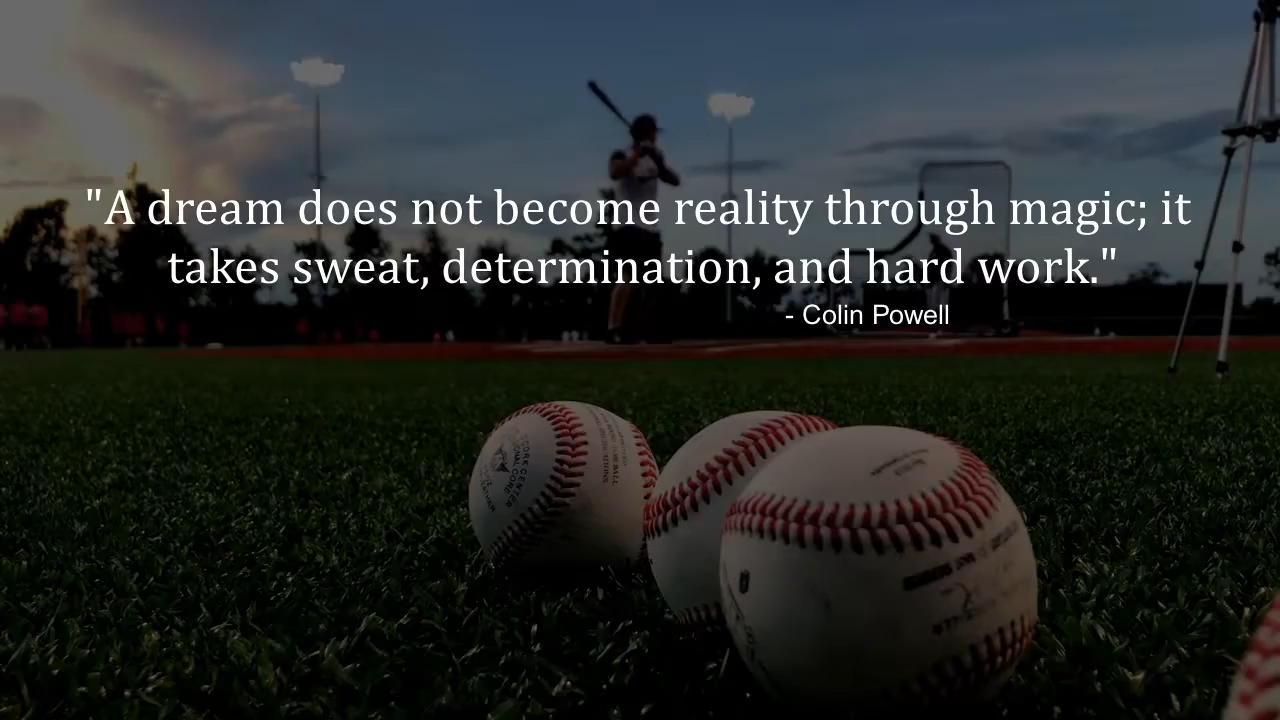 "A dream does not become reality through magic; it
takes sweat, determination, and hard work."
- Colin Powell